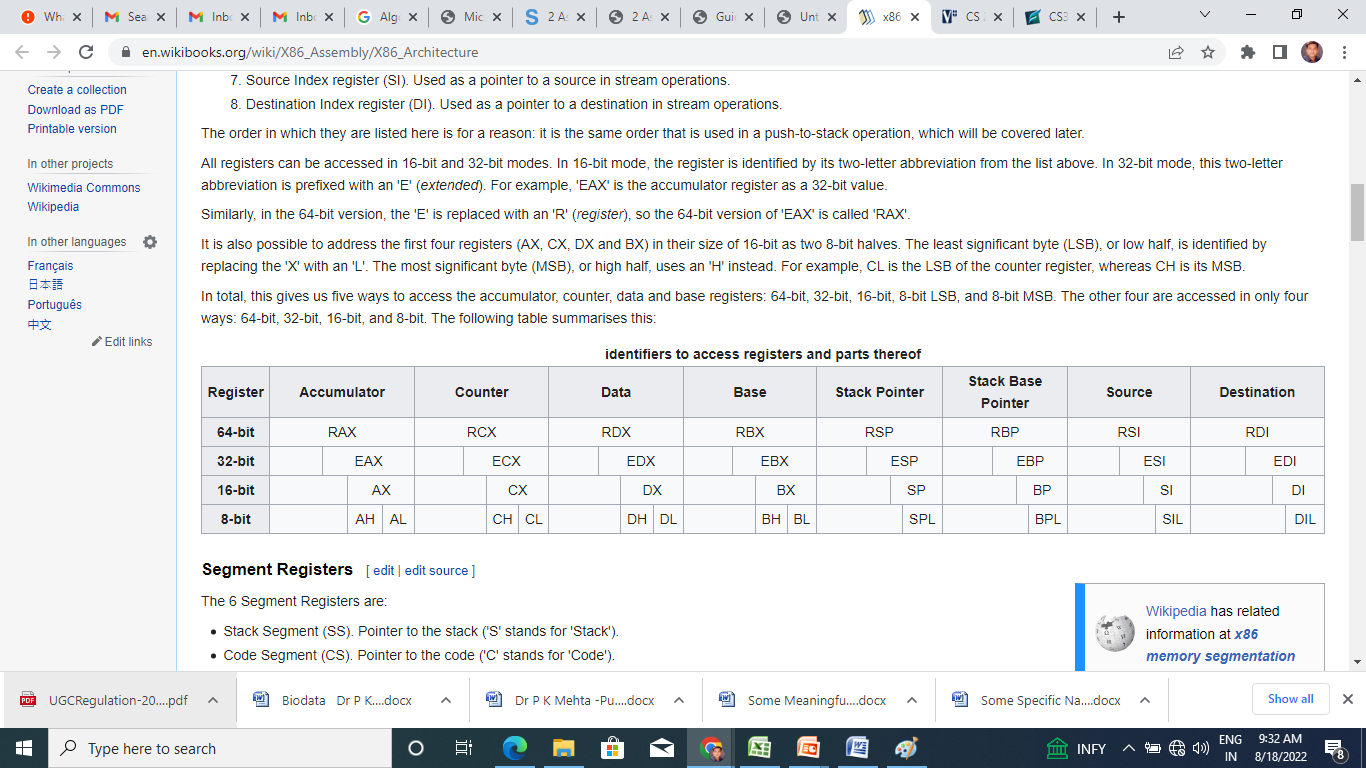 Wha
Sea
Inbo
Inbo
Algo
Mic
2 As
2 As
Gui
Unt
x86
CS 2
CS3
en.wikibooks.org/wiki/X86_Assembly/X86_Architecture
Create a collection
Download as PDF
Printable version
In other projects
Wikimedia Commons
Wikipedia
In other languages
Français
日本語
Português
中文
Edit links
7. Source Index register (SI). Used as a pointer to a source in stream operations.
8. Destination Index register (DI). Used as a pointer to a destination in stream operations.
The order in which they are listed here is for a reason: it is the same order that is used in a push-to-stack operation, which will be covered later.
All registers can be accessed in 16-bit and 32-bit modes. In 16-bit mode, the register is identified by its two-letter abbreviation from the list above. In 32-bit mode, this two-letter
abbreviation is prefixed with an 'E' (extended). For example, 'EAX' is the accumulator register as a 32-bit value.
Similarly, in the 64-bit version, the 'E' is replaced with an 'R' (register), so the 64-bit version of 'EAX' is called 'RAX'.
It is also possible to address the first four registers (AX, CX, DX and BX) in their size of 16-bit as two 8-bit halves. The least significant byte (LSB), or low half, is identified by
replacing the 'X' with an 'L'. The most significant byte (MSB), or high half, uses an 'H' instead. For example, CL is the LSB of the counter register, whereas CH is its MSB.
In total, this gives us five ways to access the accumulator, counter, data and base registers: 64-bit, 32-bit, 16-bit, 8-bit LSB, and 8-bit MSB. The other four are accessed in only four
ways: 64-bit, 32-bit, 16-bit, and 8-bit. The following table summarises this:
identifiers to access registers and parts thereof
Register Accumulator Counter Data Base Stack Pointer Stack Base Pointer Source Destination
64-bit RAX RCX RDX RBX RSP RBP RSI RDI
32-bit EAX ECX EDX EBX ESP EBP ESI EDI
16-bit AX CX DX BX SP BP SI DI
8-bit AH AL CH CL DH DL BH BL SPL BPL SIL DIL
Segment Registers [ edit | edit source ]
The 6 Segment Registers are:
• Stack Segment (SS). Pointer to the stack ('S' stands for 'Stack').
• Code Segment (CS). Pointer to the code ('C' stands for 'Code').
Wikipedia has related
information at x86
memory segmentation
UGCRegulation-20....pdf
Biodata Dr P K....docx
Dr P K Mehta -Pu....docx
Some Meaningfu....docx
Some Specific Na....docx
Show all
Type here to search
INFY
ENG
IN
9:32 AM
8/18/2022
8